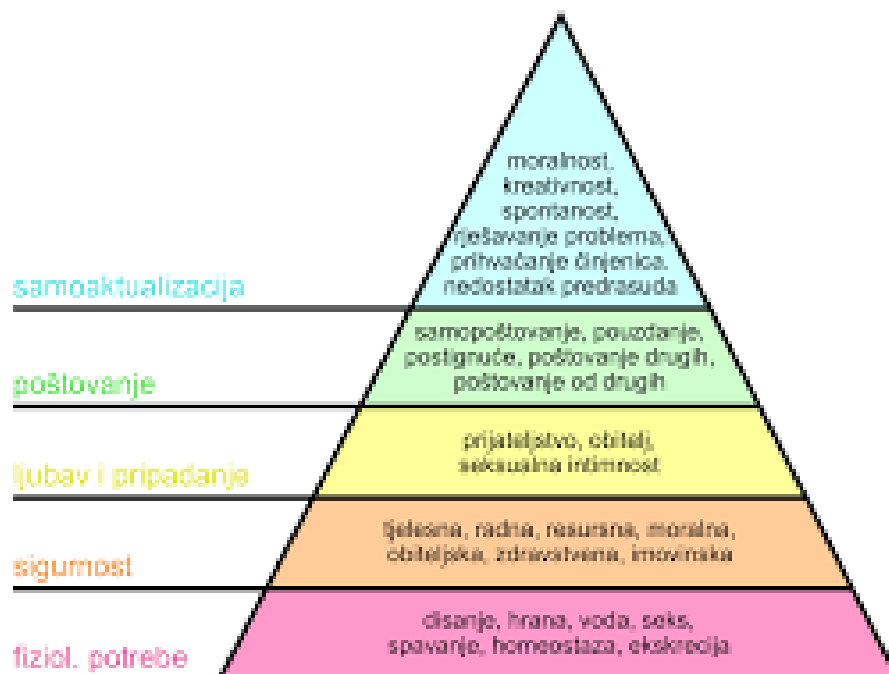 moralnost,
kreativnost,
spontanost,
rješavanje problema,
prihvaćanje činjenica,
nedostatak predrasuda
samoaktualizacija
samopoštovanje, pouzdanje,
postignuće, poštovanje drugih,
poštovanje od drugih
poštovanje
prijateljstvo, obitelj,
seksualna intimnost
ljubav i pripadanje
tjelesna, radna, resursna, moralna,
obiteljska, zdravstvena, imovinska
sigurnost
disanje, hrana, voda, seks,
spavanje, homeostaza, ekskrecija
fiziol. potrebe